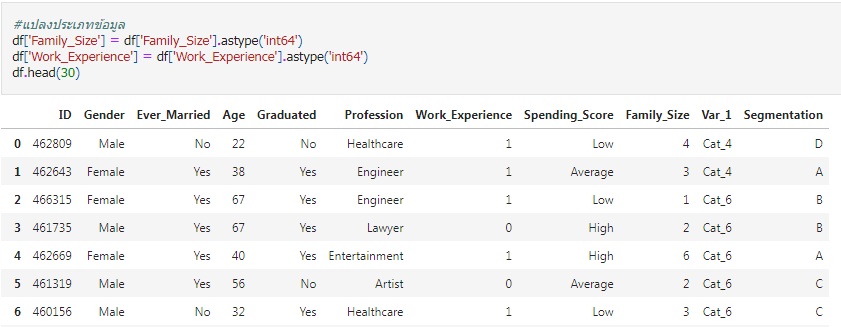 #แปลงประเภทข้อมูล
df['Family_Size'] = df['Family_Size'].astype('int64')
df['Work_Experience'] = df['Work_Experience'].astype('int64')
df.head(30)
ID Gender Ever_Married Age Graduated Profession Work_Experience Spending_Score Family_Size Var_1 Segmentation
0 462809 Male No 22 No Healthcare 1 Low 4 Cat_4 D
1 462643 Female Yes 38 Yes Engineer 1 Average 3 Cat_4 A
2 466315 Female Yes 67 Yes Engineer 1 Low 1 Cat_6 B
3 461735 Male Yes 67 Yes Lawyer 0 High 2 Cat_6 B
4 462669 Female Yes 40 Yes Entertainment 1 High 6 Cat_6 A
5 461319 Male Yes 56 No Artist 0 Average 2 Cat_6 C
6 460156 Male No 32 Yes Healthcare 1 Low 3 Cat_6 C